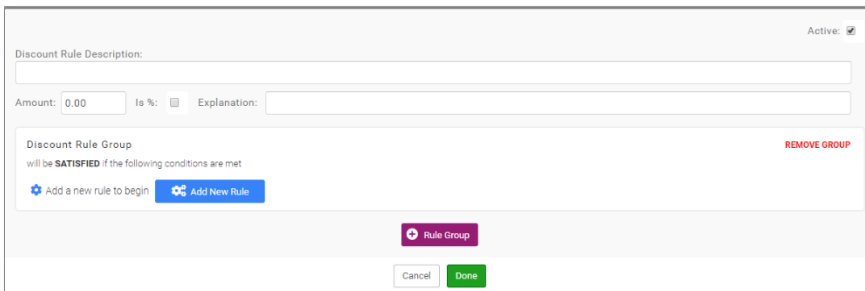 Active:
Discount Rule Description:
Amount: 0.00 Is %: Explanation:
Discount Rule Group REMOVE GROUP
will be SATISFIED if the following conditions are met
Add a new rule to begin Add New Rule
Rule Group
Cancel Done